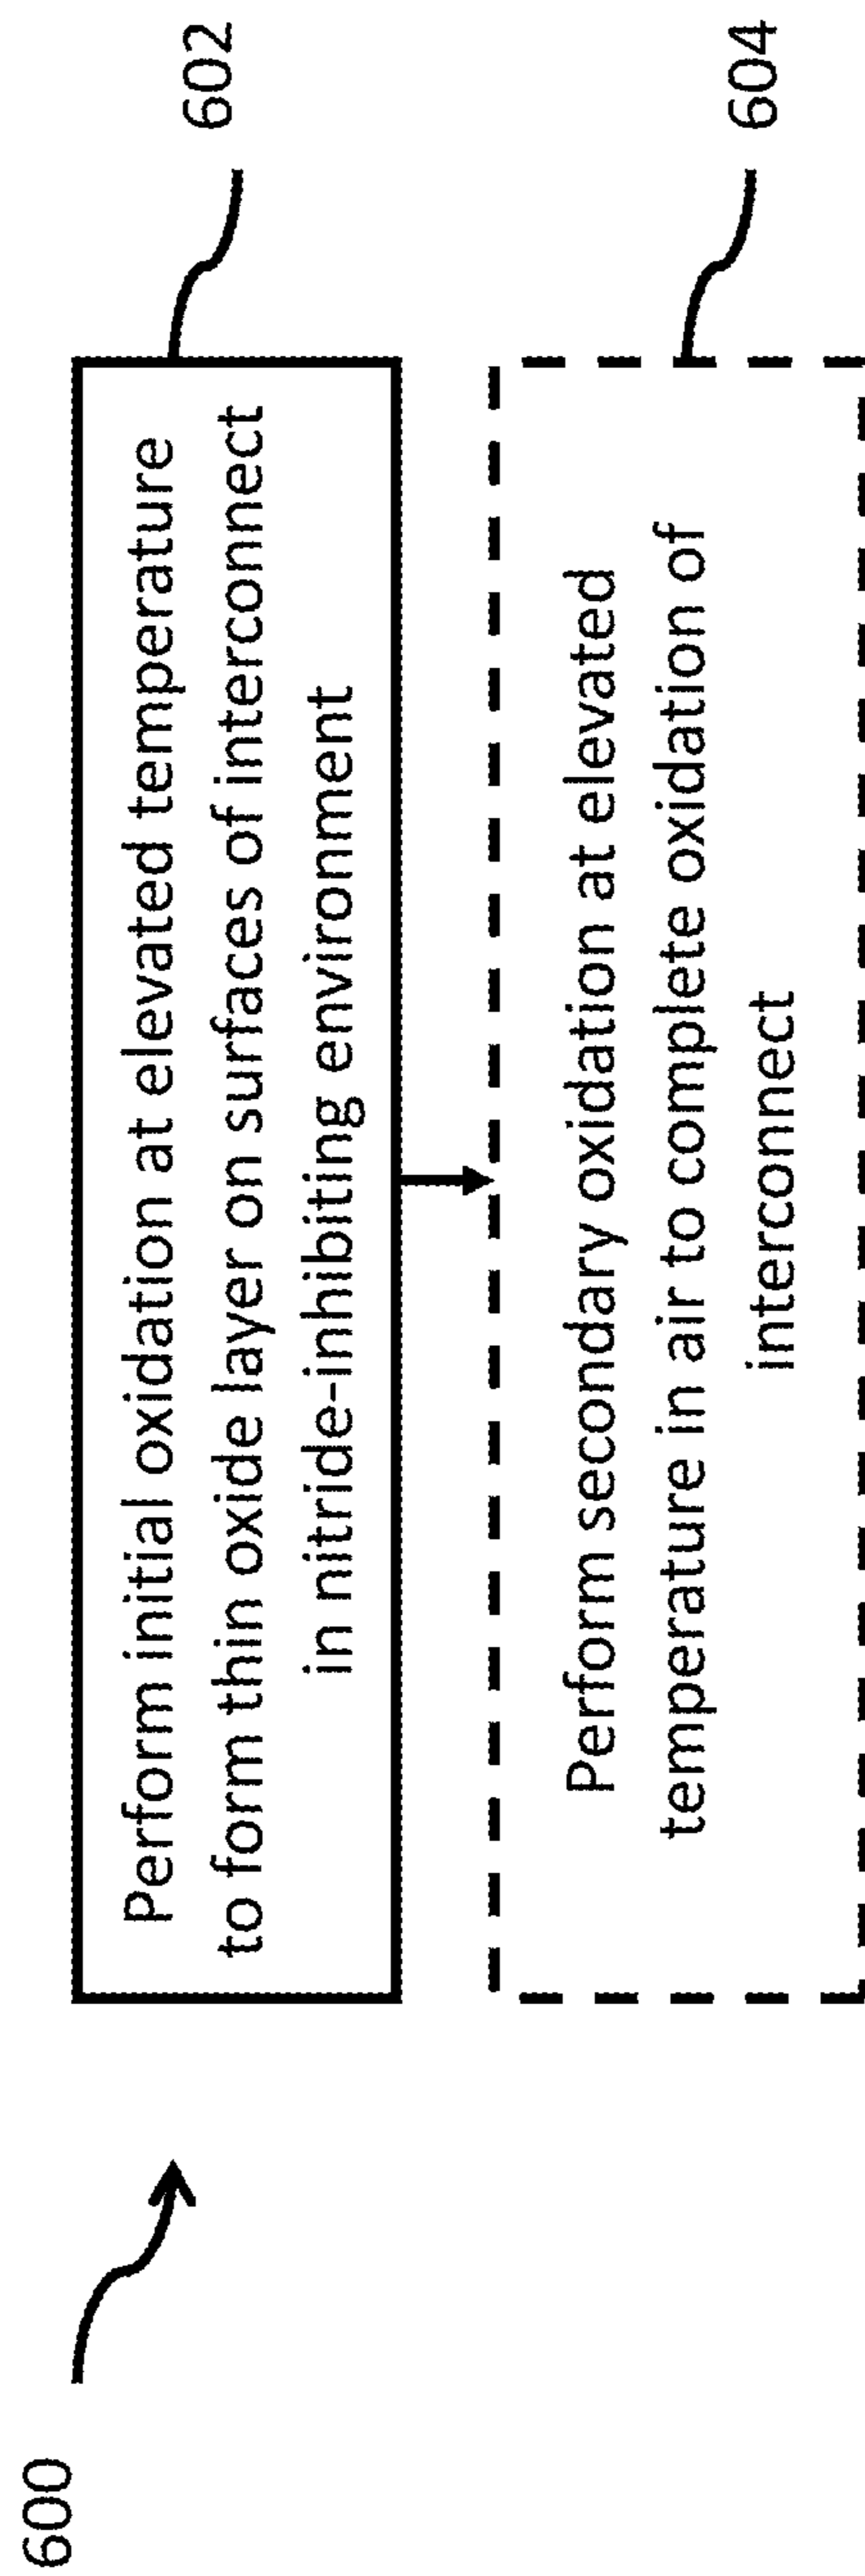 600
Perform initial oxidation at elevated temperature
to form thin oxide layer on surfaces of interconnect
in nitride-inhibiting environment
602
Perform secondary oxidation at elevated
temperature in air to complete oxidation of
interconnect
604